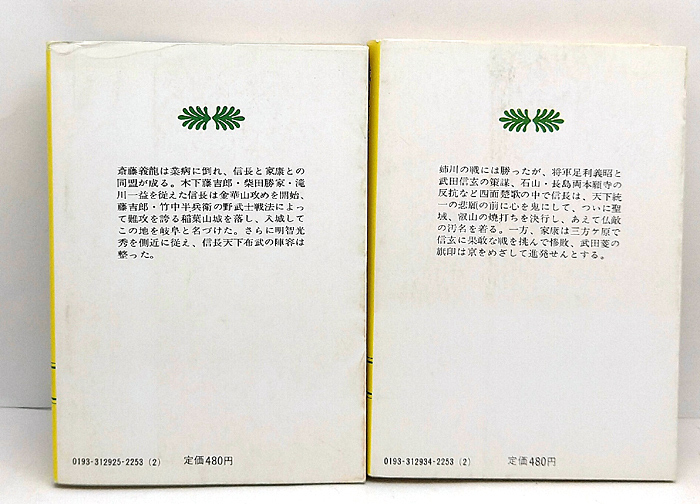 斎藤義龍は業病に倒れ、信長と家康との
同盟が成る。木下藤吉郎・柴田勝家・滝
川一益を従えた信長は金華山攻めを開始、
藤吉郎・竹中半兵衛の野武士戦法によっ
て難攻を誇る稲葉山城を落し、入城して
この地を岐阜と名づけた。さらに明智光
秀を側近に従え、信長天下布武の陣容は
整った。
0193-312925-2253 (2)
定価480円
姉川の戦には勝ったが、将軍足利義昭と
武田信玄の策謀、石山・長島両本願寺の
反抗など四面楚歌の中で信長は、天下統一
の悲願の前に心を鬼にして、ついに聖
域、叡山の焼打ちを決行し、あえて仏敵
の汚名を着る。一方、家康は三方ケ原で
信玄に果敢な戦を挑んで惨敗、武田菱の
旗印は京をめざして進発せんとする。
0193-312934-2253 (2)
定価480円